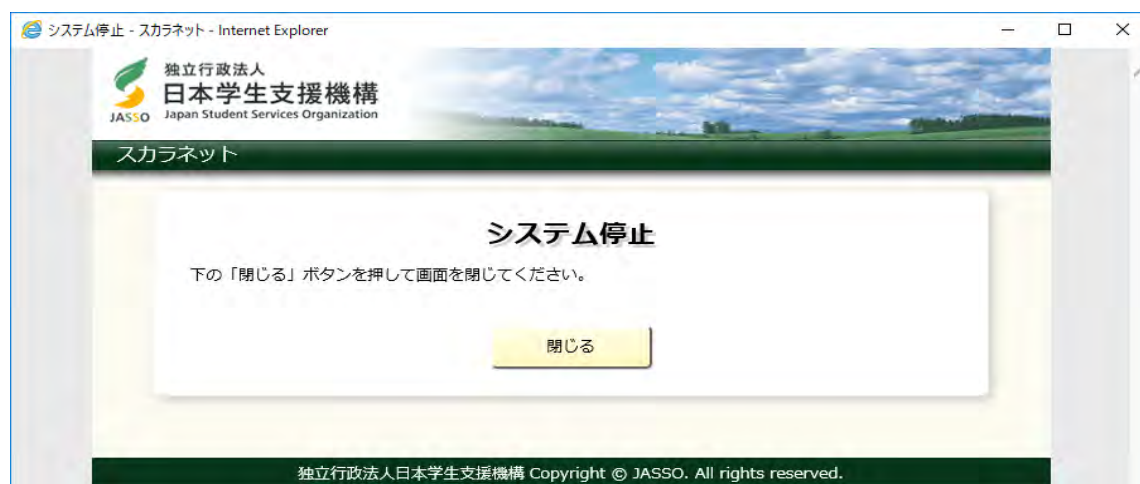 システム停止 - スカラネット - Internet Explorer
独立行政法人
日本学生支援機構
JASSO Japan Student Services Organization
スカラネット
システム停止
下の「閉じる」ボタンを押して画面を閉じてください。
閉じる
独立行政法人日本学生支援機構 Copyright © JASSO. All rights reserved.